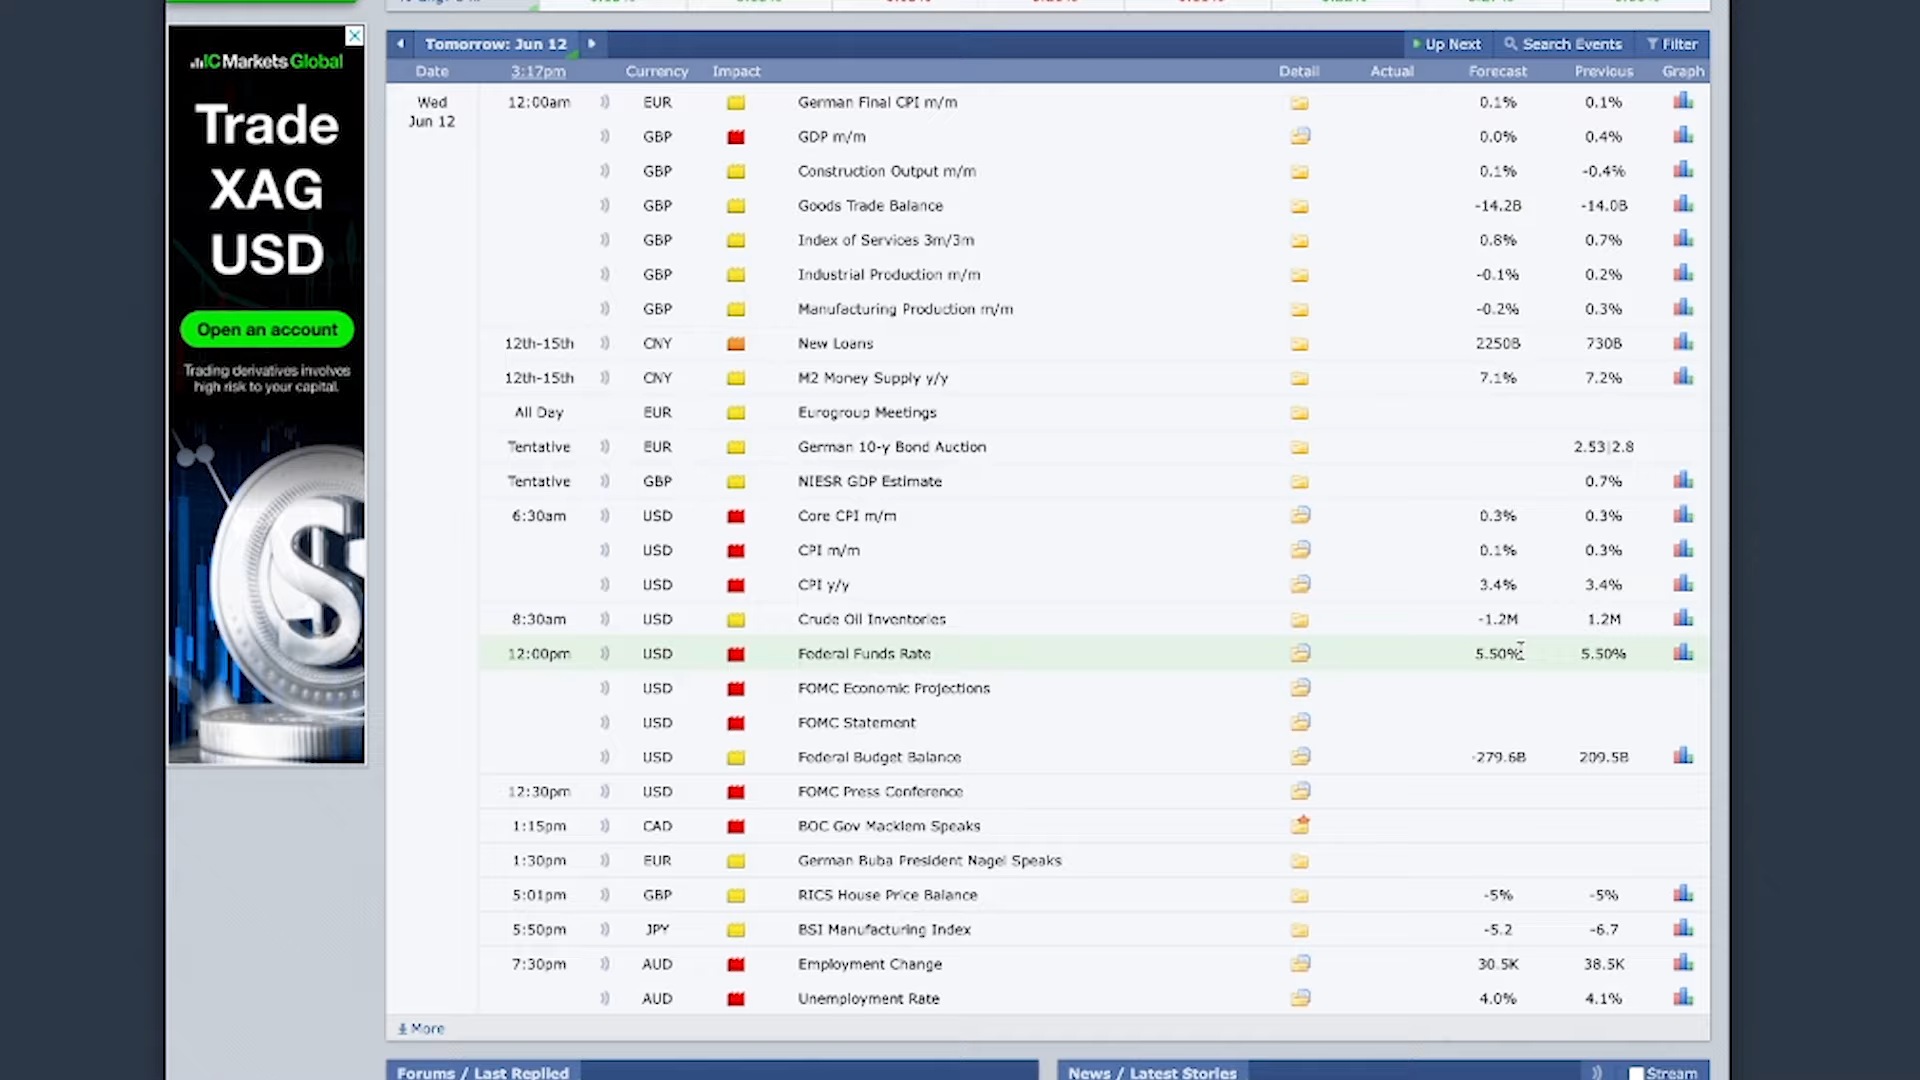 IC Markets Global
Trade
XAG
USD
Open an account
Trading derivatives involves
high risk to your capital.
Tomorrow: Jun 12
Up Next Search Events Filter
Date 3:17pm Currency Impact Detail Actual Forecast Previous Graph
Wed 12:00am EUR German Final CPI m/m 0.1% 0.1%
Jun 12
GBP GDP m/m 0.0% 0.4%
GBP Construction Output m/m 0.1% -0.4%
GBP Goods Trade Balance -14.2B -14.0B
GBP Index of Services 3m/3m 0.8% 0.7%
GBP Industrial Production m/m -0.1% 0.2%
GBP Manufacturing Production m/m -0.2% 0.3%
12th-15th CNY New Loans 2250B 730B
12th-15th CNY M2 Money Supply y/y 7.1% 7.2%
All Day EUR Eurogroup Meetings
Tentative EUR German 10-y Bond Auction 2.53|2.8
Tentative GBP NIESR GDP Estimate 0.7%
6:30am USD Core CPI m/m 0.3% 0.3%
USD CPI m/m 0.1% 0.3%
USD CPI y/y 3.4% 3.4%
8:30am USD Crude Oil Inventories -1.2M 1.2M
12:00pm USD Federal Funds Rate 5.50% 5.50%
USD FOMC Economic Projections
USD FOMC Statement
USD Federal Budget Balance -279.6B 209.5B
12:30pm USD FOMC Press Conference
1:15pm CAD BOC Gov Macklem Speaks
1:30pm EUR German Buba President Nagel Speaks
5:01pm GBP RICS House Price Balance -5% -5%
5:50pm JPY BSI Manufacturing Index -5.2 -6.7
7:30pm AUD Employment Change 30.5K 38.5K
AUD Unemployment Rate 4.0% 4.1%
More
Forums / Last Replied
News / Latest Stories Stream